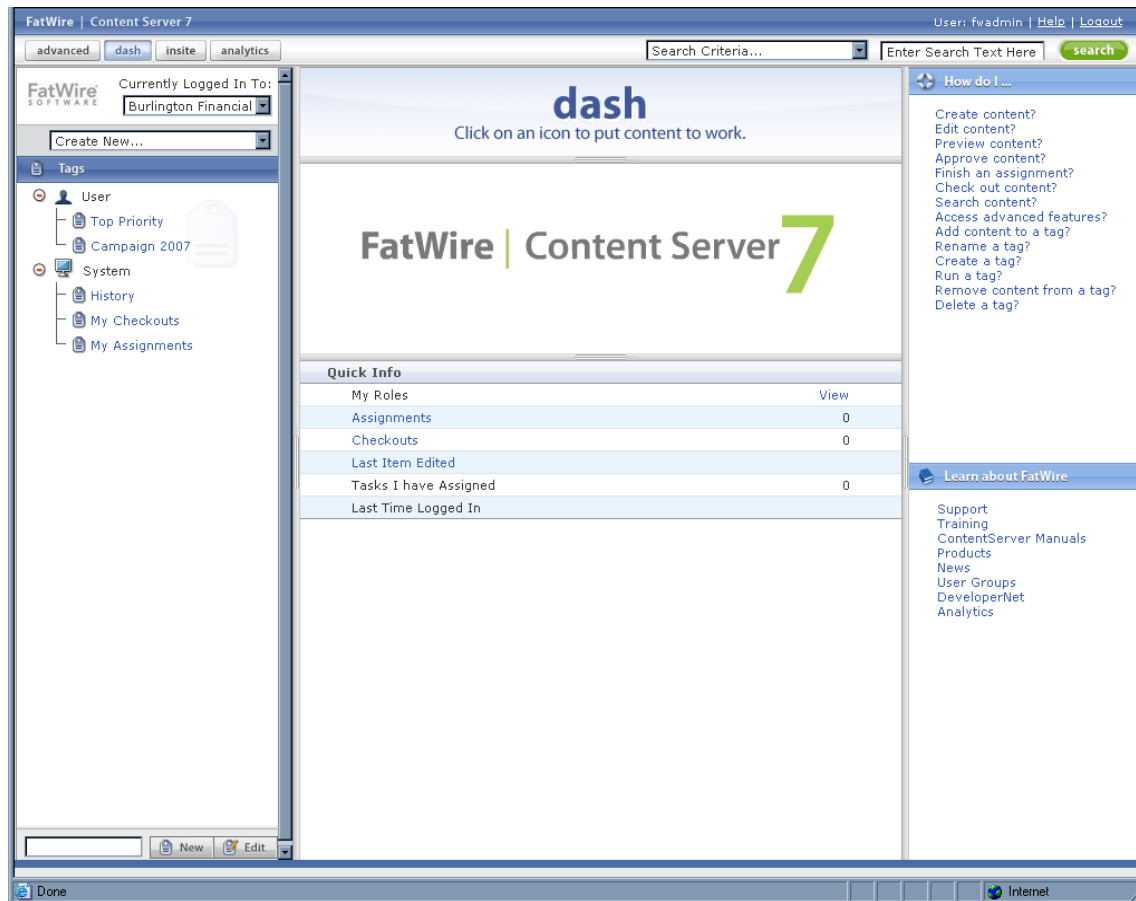 FatWire | Content Server 7
User: fwadmin | Help | Logout
advanced dash insite analytics
Search Criteria...
Enter Search Text Here
search
FatWire
SOFTWARE
Currently Logged In To:
Burlington Financial
Create New...
Tags
User
Top Priority
Campaign 2007
System
History
My Checkouts
My Assignments
New Edit
dash
Click on an icon to put content to work.
FatWire | Content Server 7
Quick Info
My Roles View
Assignments 0
Checkouts 0
Last Item Edited
Tasks I have Assigned 0
Last Time Logged In
How do I ...
Create content?
Edit content?
Preview content?
Approve content?
Finish an assignment?
Check out content?
Search content?
Access advanced features?
Add content to a tag?
Rename a tag?
Create a tag?
Run a tag?
Remove content from a tag?
Delete a tag?
Learn about FatWire
Support
Training
ContentServer Manuals
Products
News
User Groups
DeveloperNet
Analytics
Done
Internet